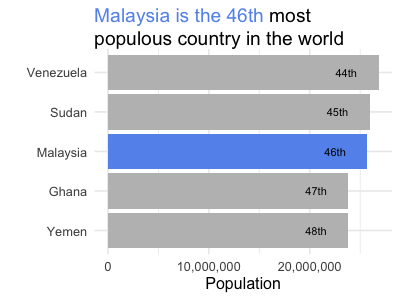 Malaysia is the 46th most
populous country in the world
Venezuela 44th
Sudan 45th
Malaysia 46th
Ghana 47th
Yemen 48th
0 10,000,000 20,000,000
Population